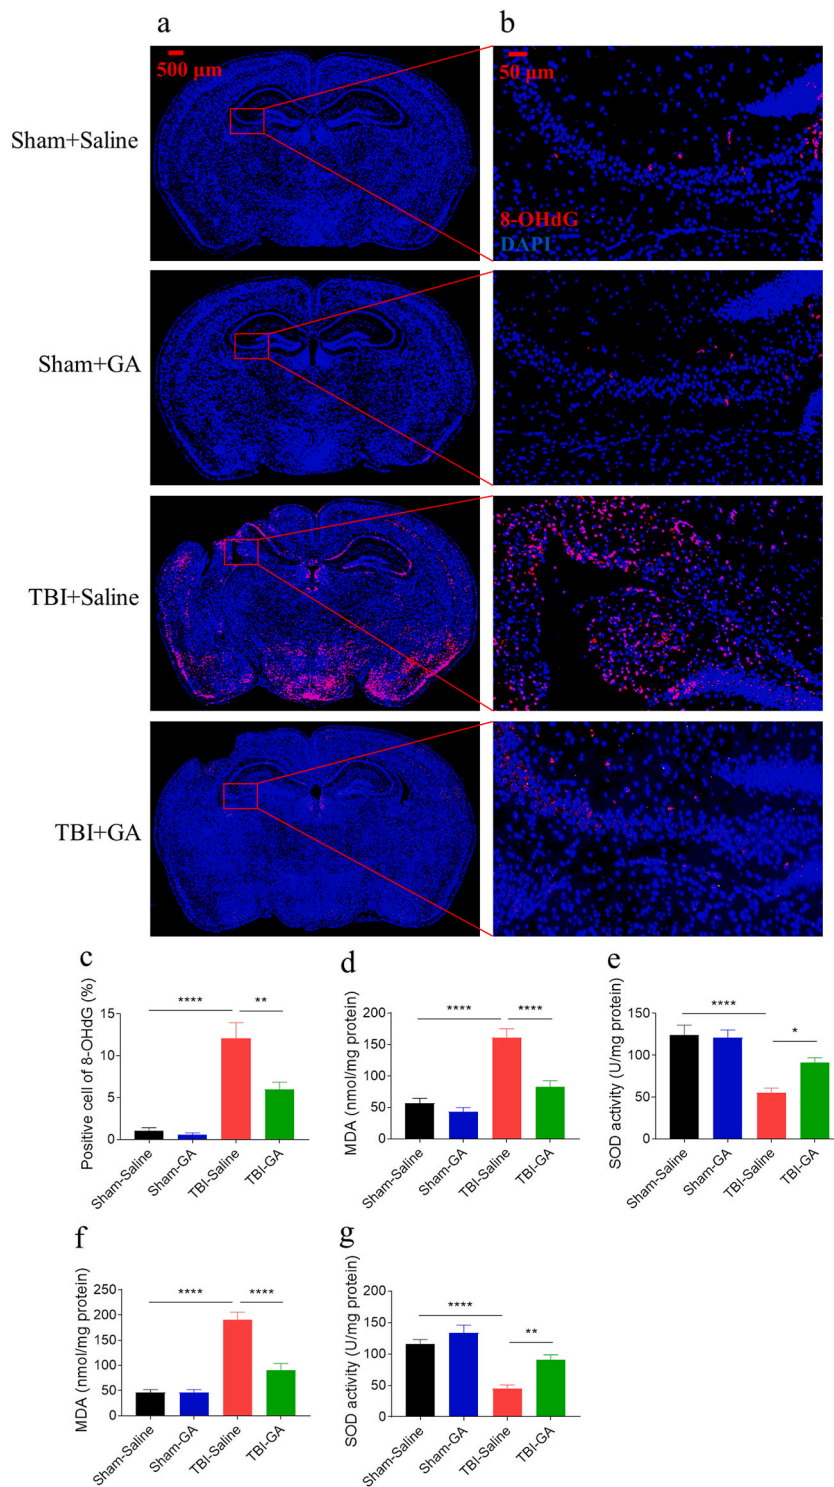 a
b
500 μm
50 μm
Sham+Saline
8-OHdG
DAPI
Sham+GA
TBI+Saline
TBI+GA
c
Positive cell of 8-OHdG (%)
15
10
5
0
****
**
Sham-Saline
Sham-GA
TBI-Saline
TBI-GA
d
MDA (nmol/mg protein)
200
150
100
50
0
****
****
Sham-Saline
Sham-GA
TBI-Saline
TBI-GA
e
SOD activity (U/mg protein)
150
100
50
0
****
*
Sham-Saline
Sham-GA
TBI-Saline
TBI-GA
f
MDA (nmol/mg protein)
250
200
150
100
50
0
****
****
Sham-Saline
Sham-GA
TBI-Saline
TBI-GA
g
SOD activity (U/mg protein)
200
150
100
50
0
****
**
Sham-Saline
Sham-GA
TBI-Saline
TBI-GA